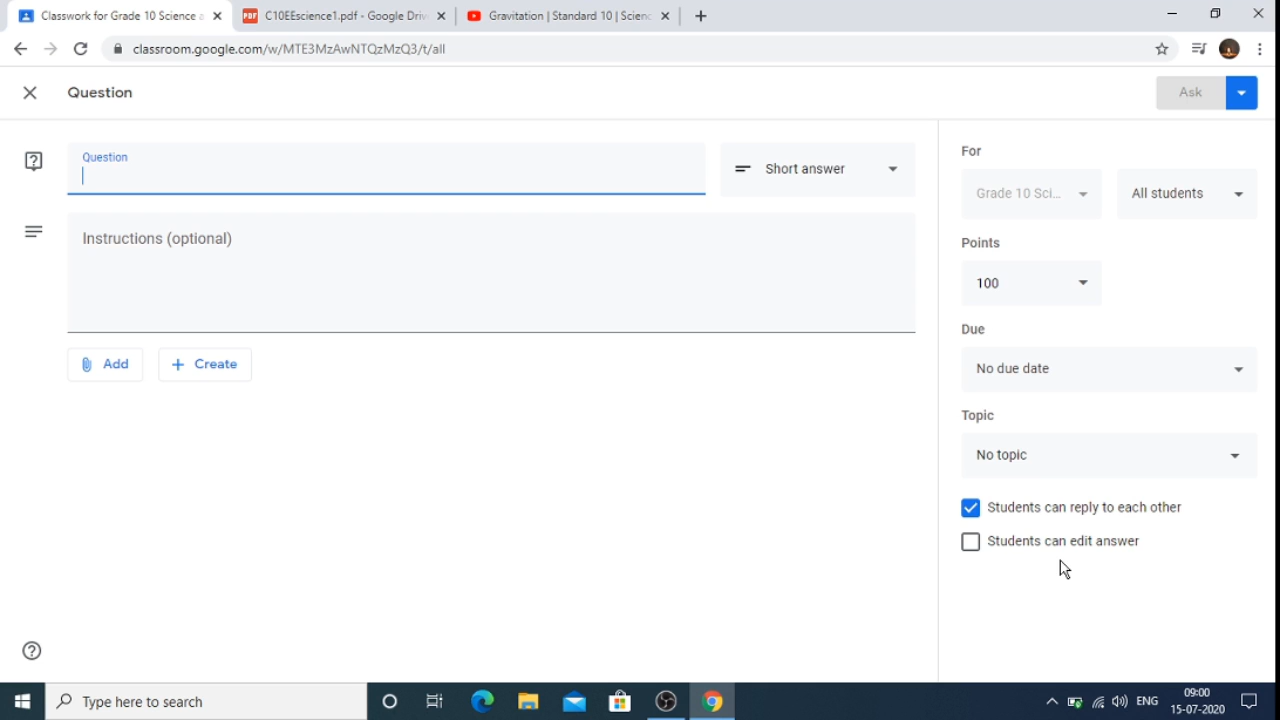 Classwork for Grade 10 Science a
C10EEscience1.pdf - Google Driv
Gravitation | Standard 10 | Scienc
classroom.google.com/w/MTE3MzAwNTQzMzQ3/t/all
Question
Ask
Question
Short answer
Instructions (optional)
Add
Create
For
Grade 10 Sci...
All students
Points
100
Due
No due date
Topic
No topic
Students can reply to each other
Students can edit answer
Type here to search
ENG
09:00
15-07-2020